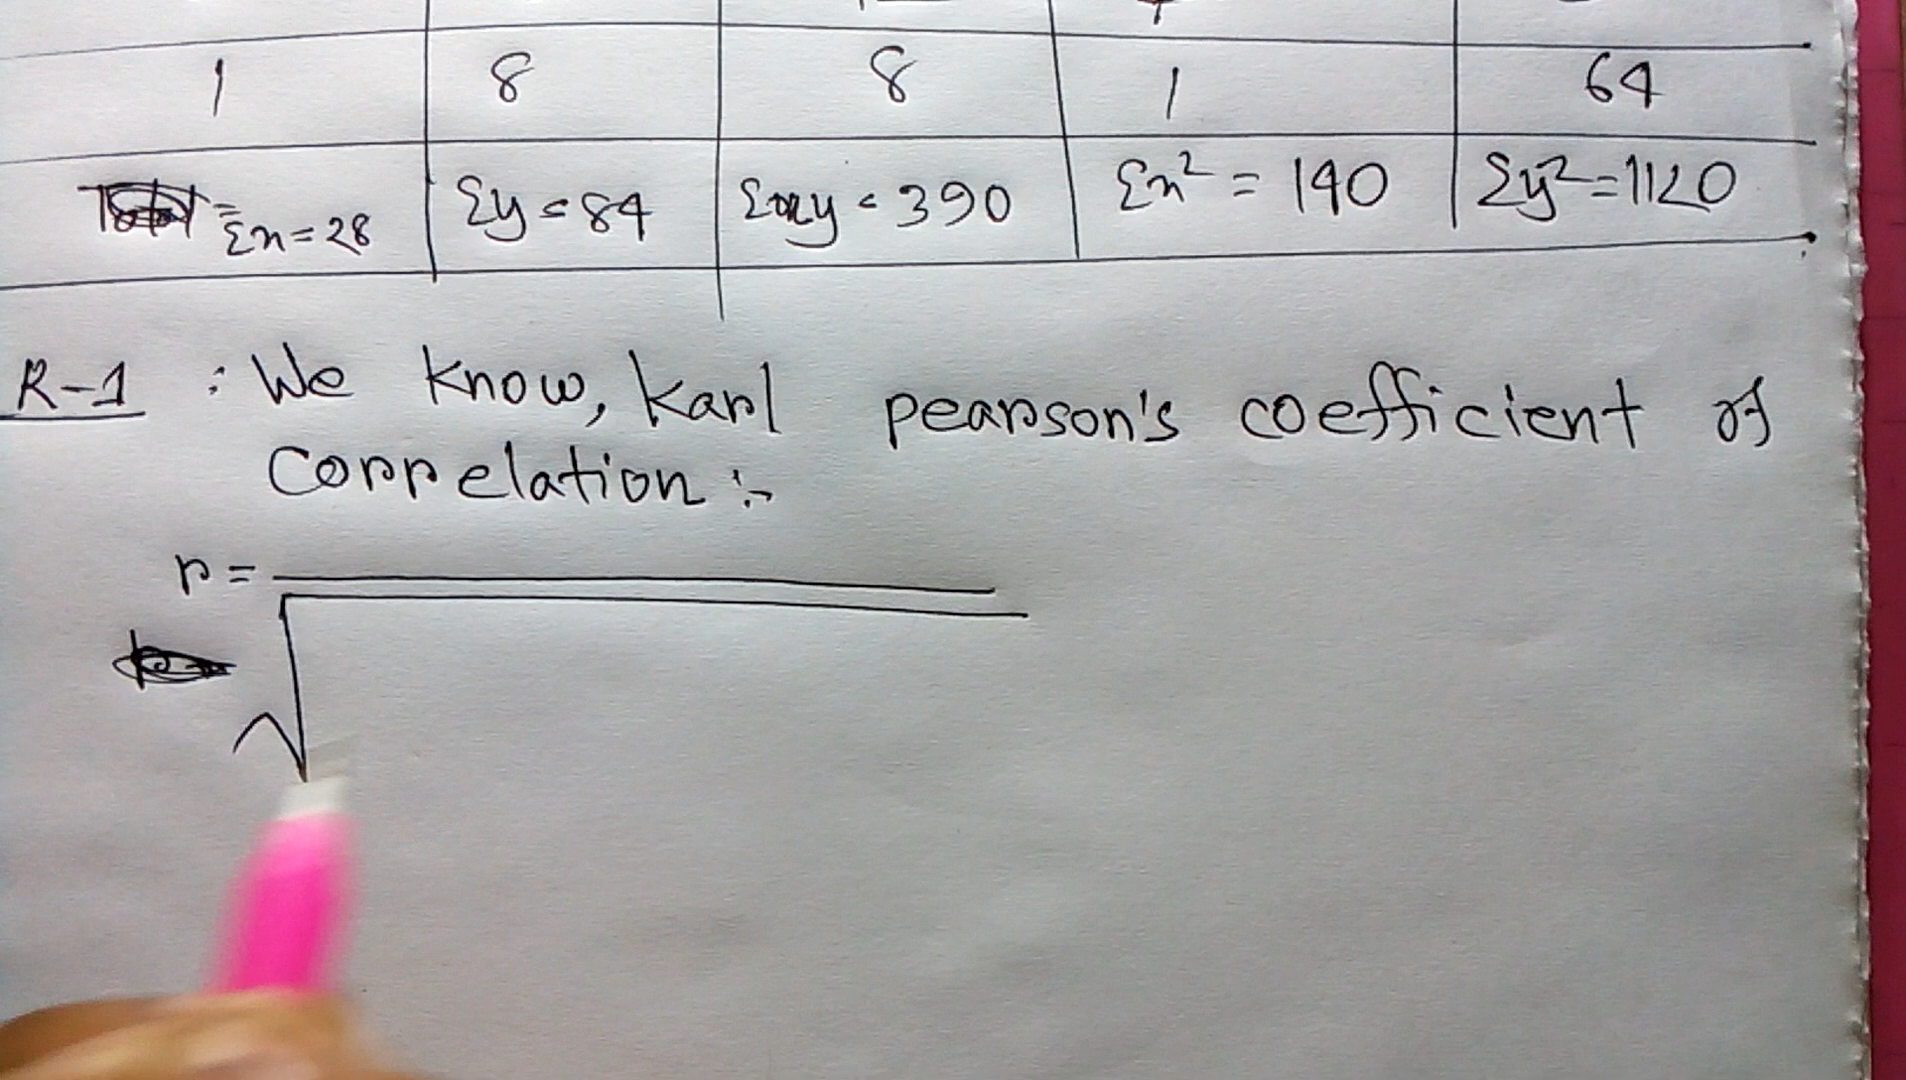 1 8 8 1 64
Σx=28 Σy=84 Σxy=390 Σx²=140 Σy²=1120
R-1 : We know, Karl pearson's coefficient of
correlation :-
r=